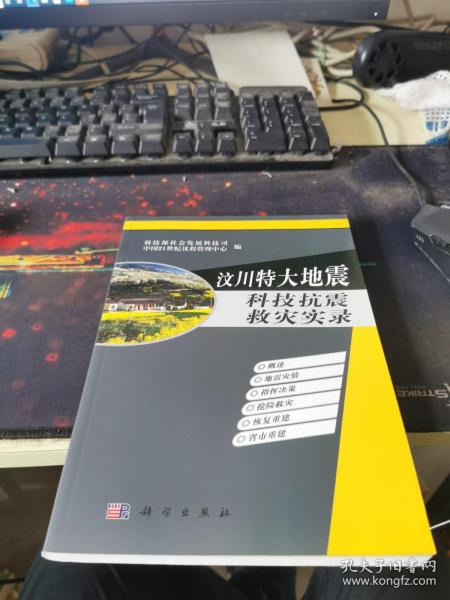 科技部社会发展科技司
中国21世纪议程管理中心
编
汶川特大地震
科技抗震
救灾实录
概述
地震灾情
指挥决策
抢险救灾
恢复重建
省市重建
科学出版社
STRIKE
孔夫子旧书网
www.kongfz.com